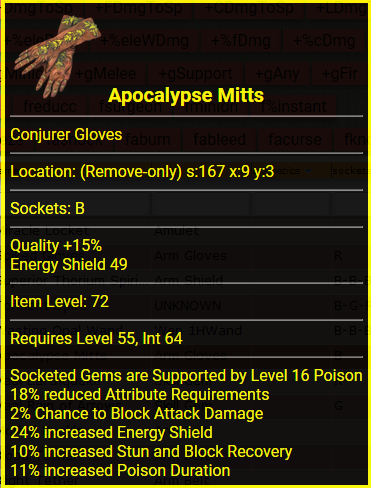 Apocalypse Mitts
Conjurer Gloves
Location: (Remove-only) s:167 x:9 y:3
Sockets: B
Quality +15%
Energy Shield 49
Item Level: 72
Requires Level 55, Int 64
Socketed Gems are Supported by Level 16 Poison
18% reduced Attribute Requirements
2% Chance to Block Attack Damage
24% increased Energy Shield
10% increased Stun and Block Recovery
11% increased Poison Duration